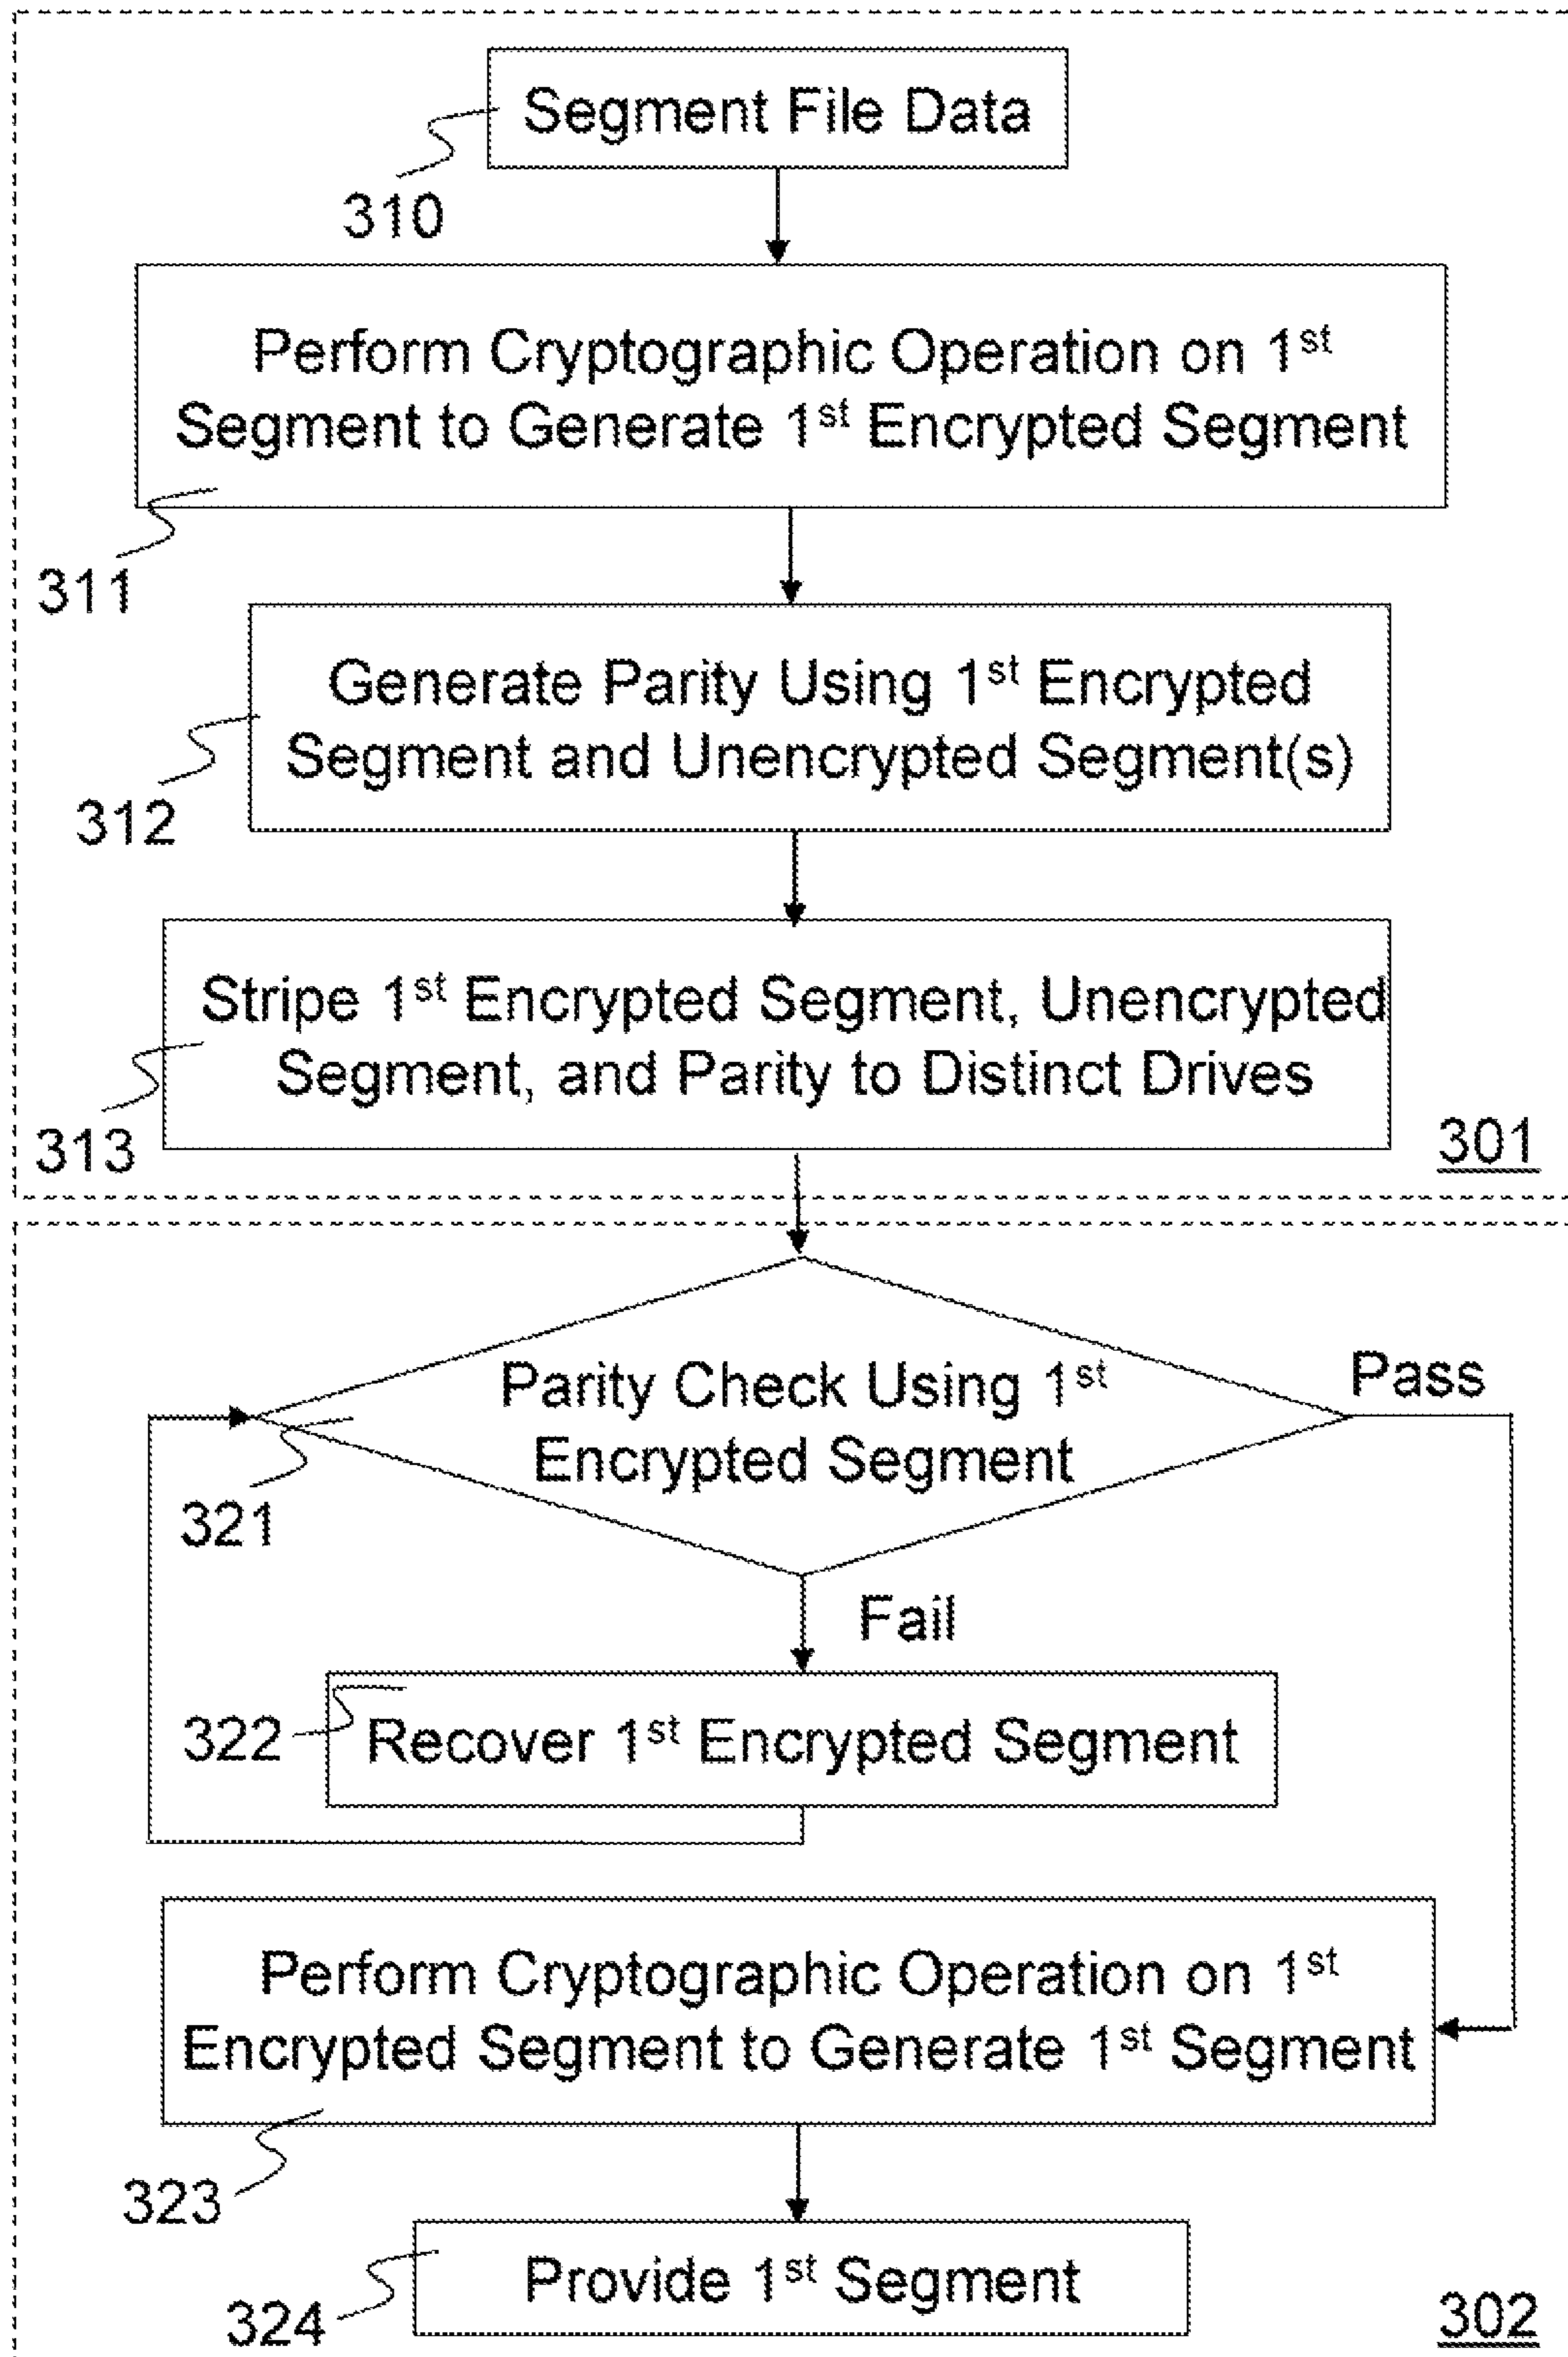 Segment File Data
310
Perform Cryptographic Operation on 1st
Segment to Generate 1st Encrypted Segment
311
Generate Parity Using 1st Encrypted
Segment and Unencrypted Segment(s)
312
Stripe 1st Encrypted Segment, Unencrypted
Segment, and Parity to Distinct Drives
313
301
Parity Check Using 1st
Encrypted Segment
Pass
321
Fail
322
Recover 1st Encrypted Segment
Perform Cryptographic Operation on 1st
Encrypted Segment to Generate 1st Segment
323
Provide 1st Segment
324
302